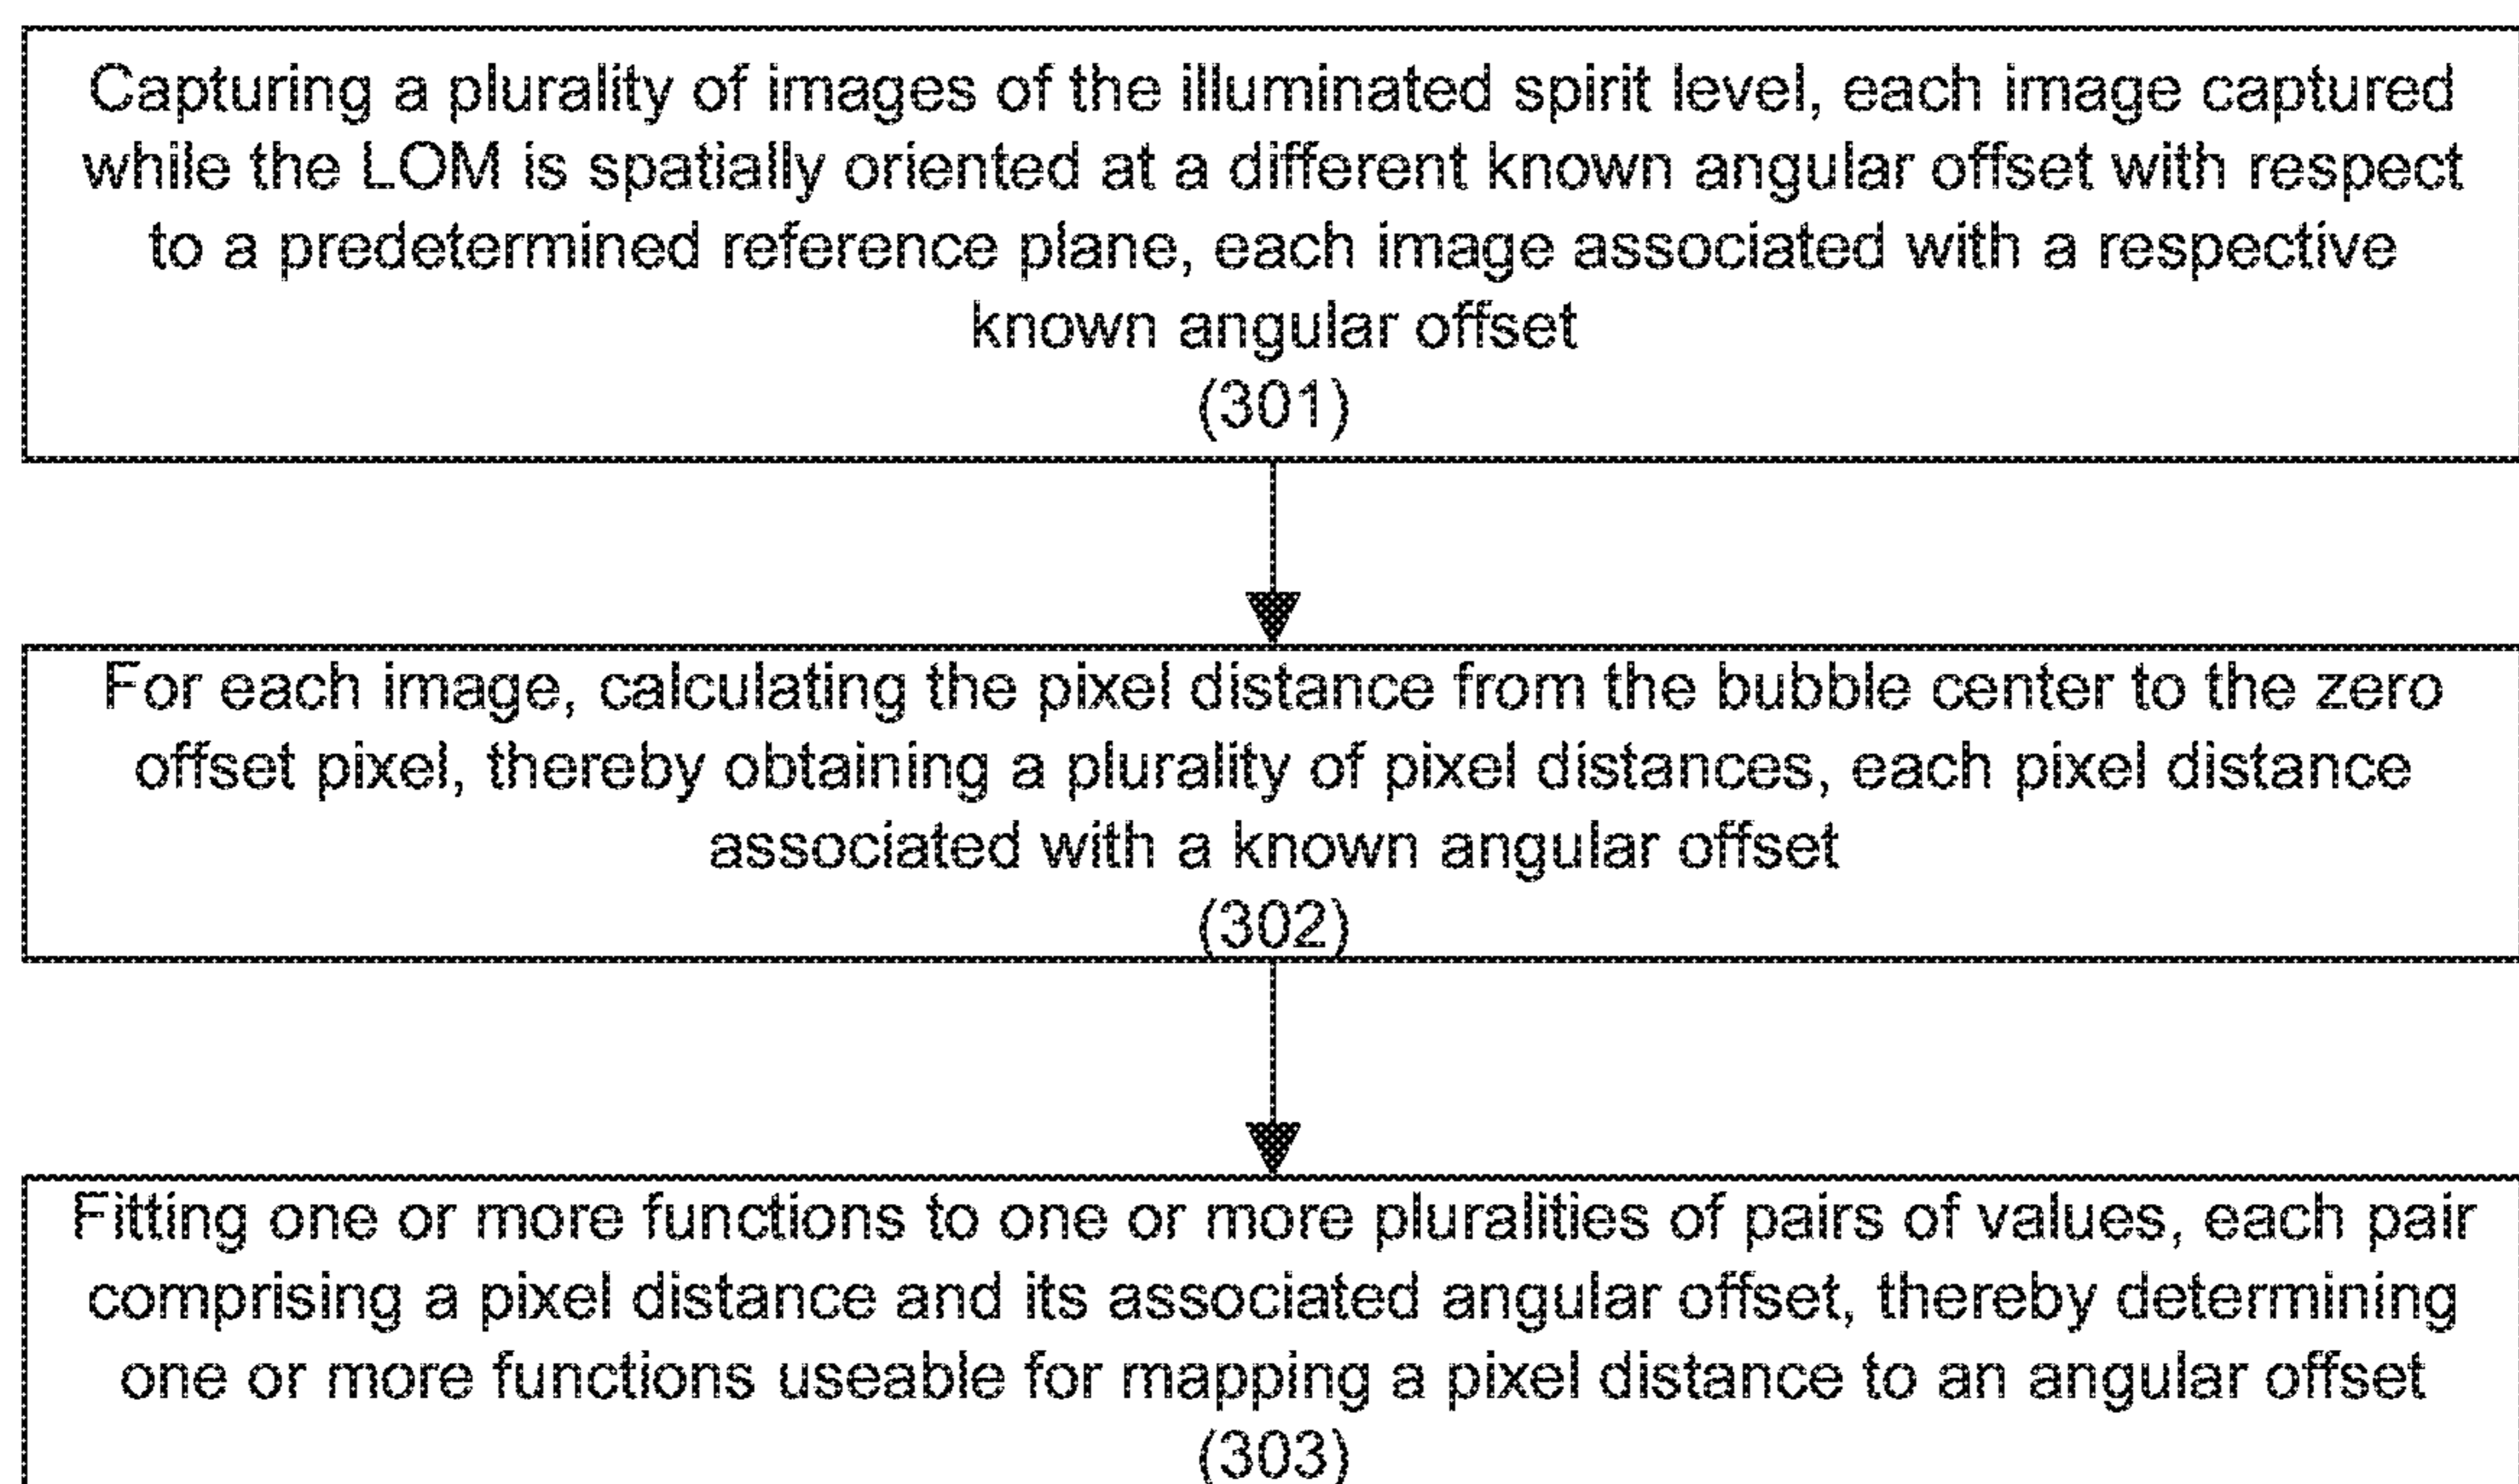 Capturing a plurality of images of the illuminated spirit level, each image captured
while the LOM is spatially oriented at a different known angular offset with respect
to a predetermined reference plane, each image associated with a respective
known angular offset
(301)
For each image, calculating the pixel distance from the bubble center to the zero
offset pixel, thereby obtaining a plurality of pixel distances, each pixel distance
associated with a known angular offset
(302)
Fitting one or more functions to one or more pluralities of pairs of values, each pair
comprising a pixel distance and its associated angular offset, thereby determining
one or more functions useable for mapping a pixel distance to an angular offset
(303)